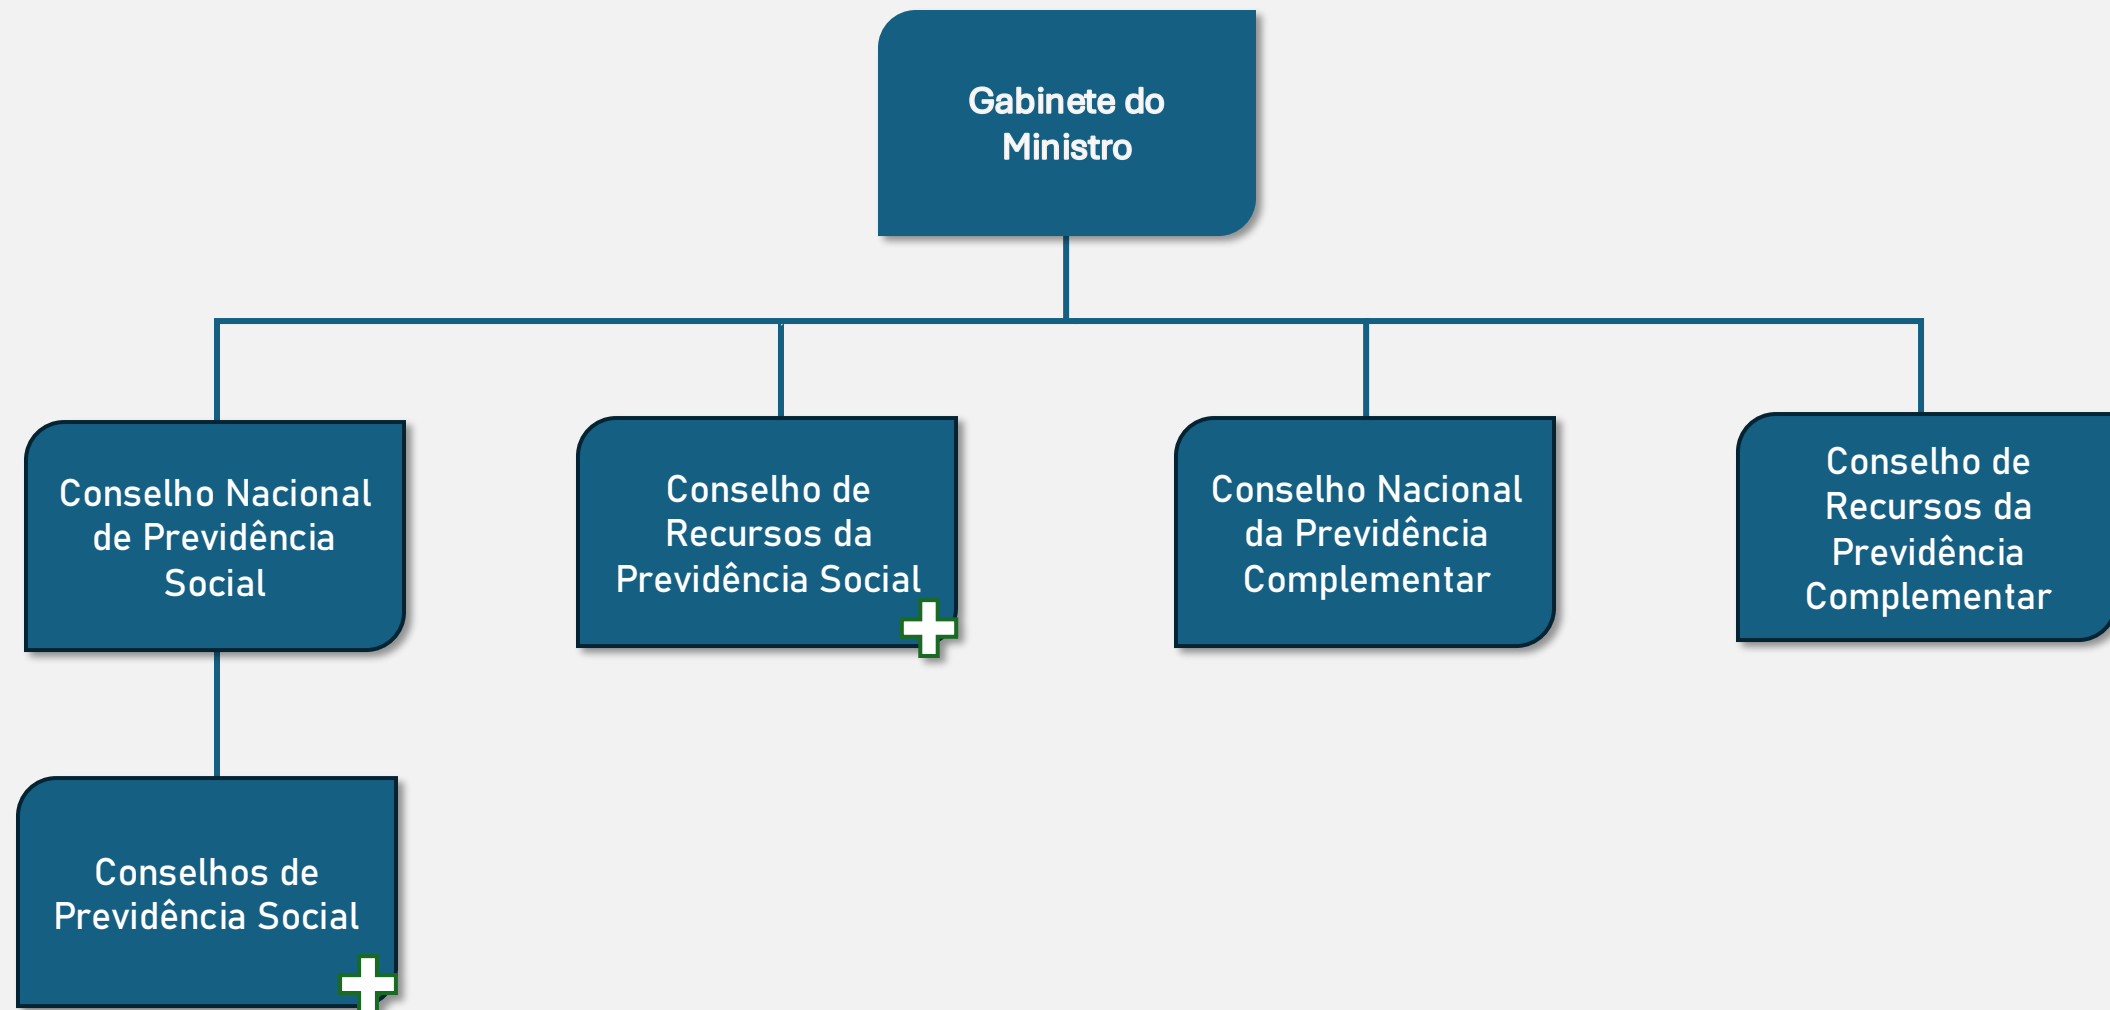 Gabinete do
Ministro
Conselho Nacional
de Previdência
Social
Conselho de
Recursos da
Previdência Social
Conselho Nacional
da Previdência
Complementar
Conselho de
Recursos da
Previdência
Complementar
Conselhos de
Previdência Social